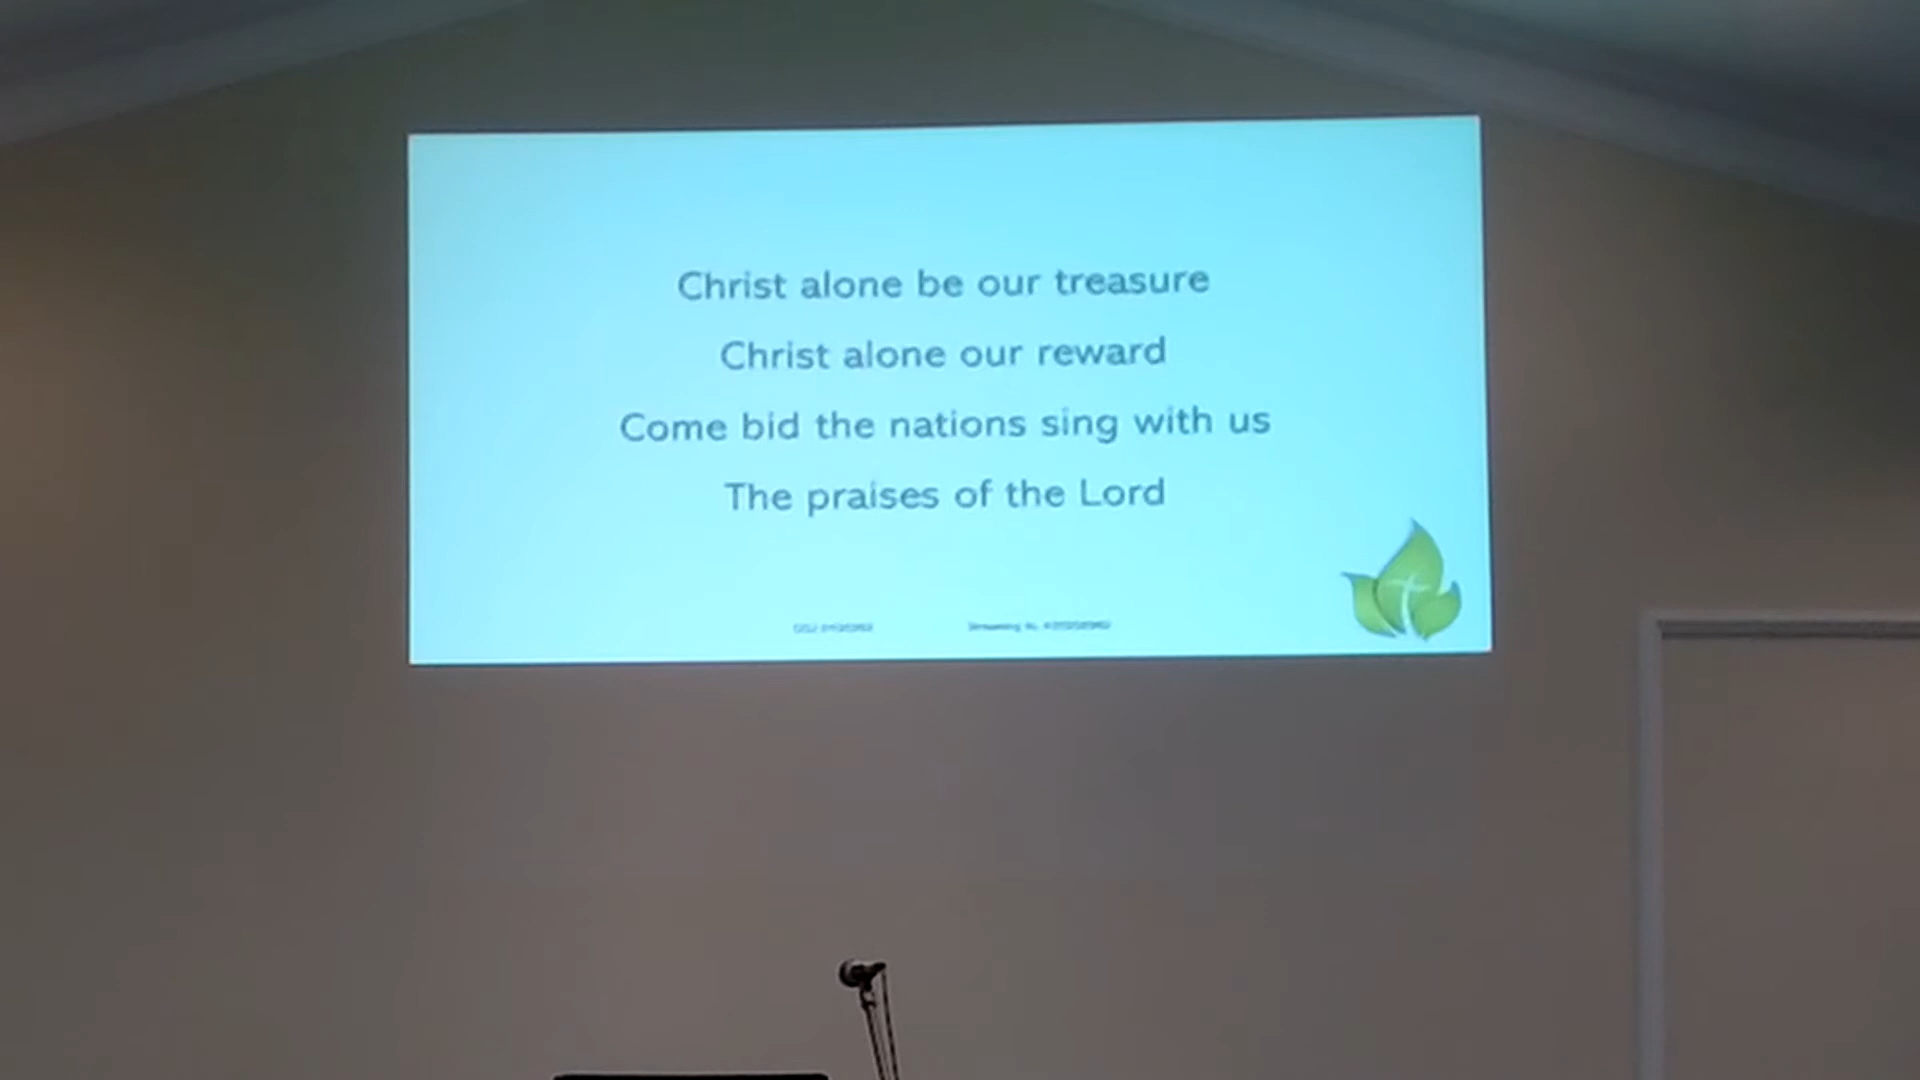 Christ alone be our treasure
Christ alone our reward
Come bid the nations sing with us
The praises of the Lord